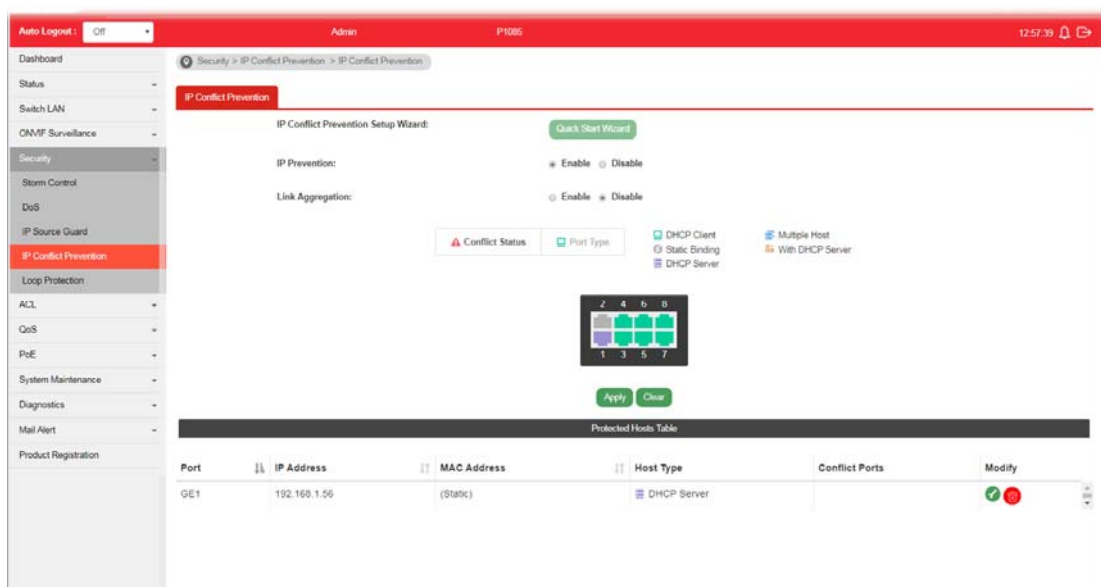 Auto Logout : Off Admin P1085 12:57:39
Dashboard
Status
Switch LAN
ONVIF Surveillance
Security
Storm Control
DoS
IP Source Guard
IP Conflict Prevention
Loop Protection
ACL
QoS
PoE
System Maintenance
Diagnostics
Mail Alert
Product Registration
Security > IP Conflict Prevention > IP Conflict Prevention
IP Conflict Prevention
IP Conflict Prevention Setup Wizard: Quick Start Wizard
IP Prevention: Enable Disable
Link Aggregation: Enable Disable
Conflict Status Port Type
DHCP Client Multiple Host
Static Binding With DHCP Server
DHCP Server
2 4 6 8
1 3 5 7
Apply Clear
Protected Hosts Table
Port IP Address MAC Address Host Type Conflict Ports Modify
GE1 192.168.1.56 (Static) DHCP Server